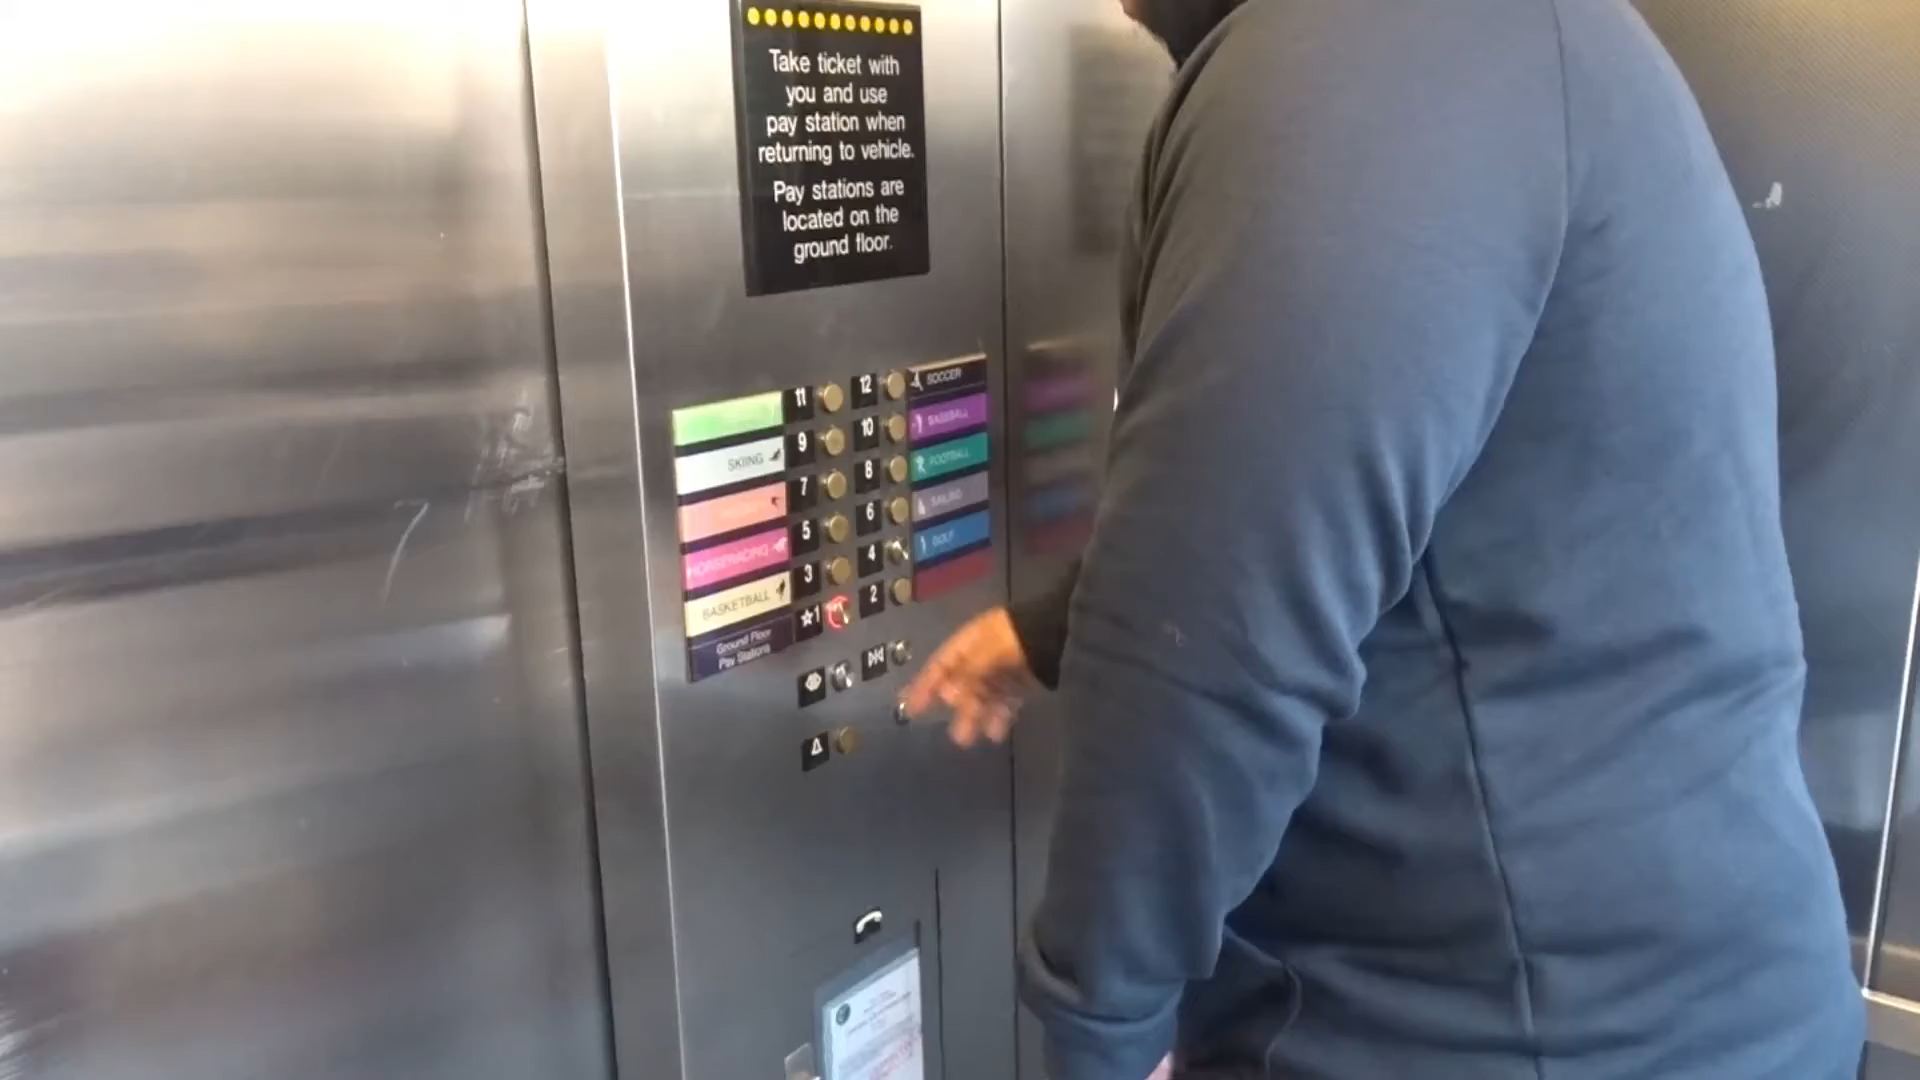 Take ticket with
you and use
pay station when
returning to vehicle.
Pay stations are
located on the
ground floor.
11 12 SOCCER
9 10 BASEBALL
SKIING 7 8 FOOTBALL
5 6 SAILING
HORSERACING 3 4 GOLF
BASKETBALL ☆1 2
Ground Floor
Pay Stations